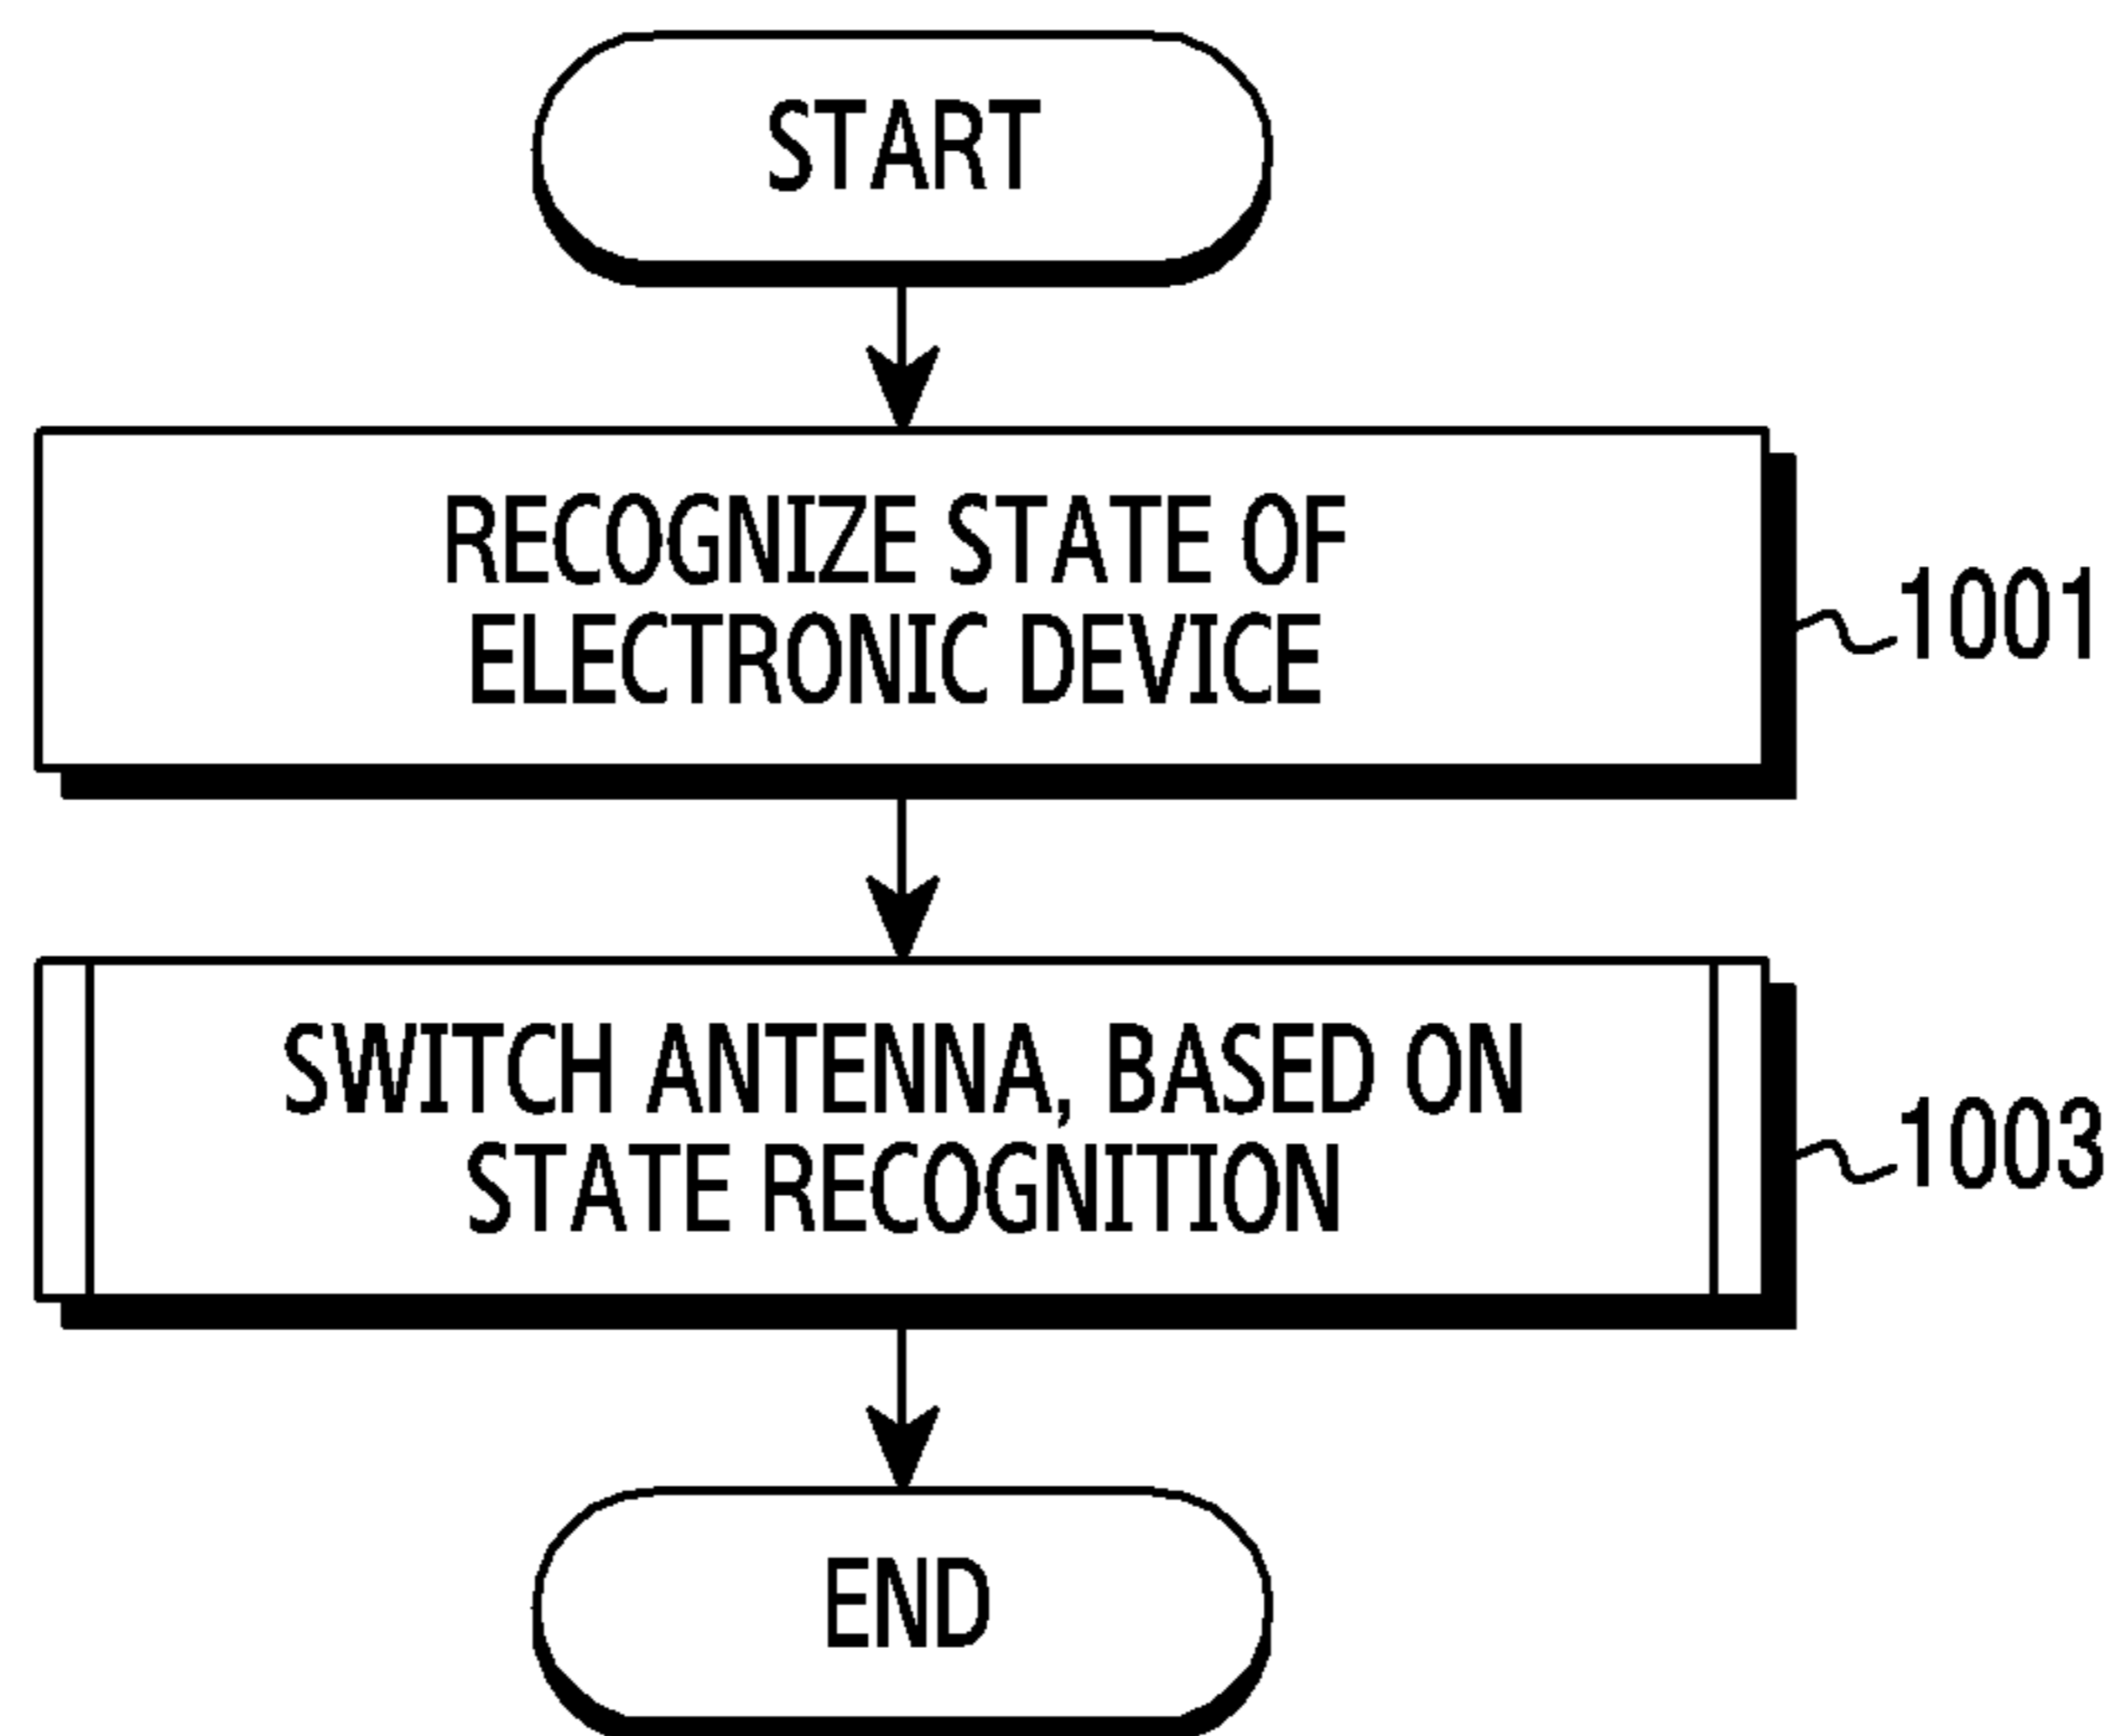 START
RECOGNIZE STATE OF
ELECTRONIC DEVICE
1001
SWITCH ANTENNA, BASED ON
STATE RECOGNITION
1003
END